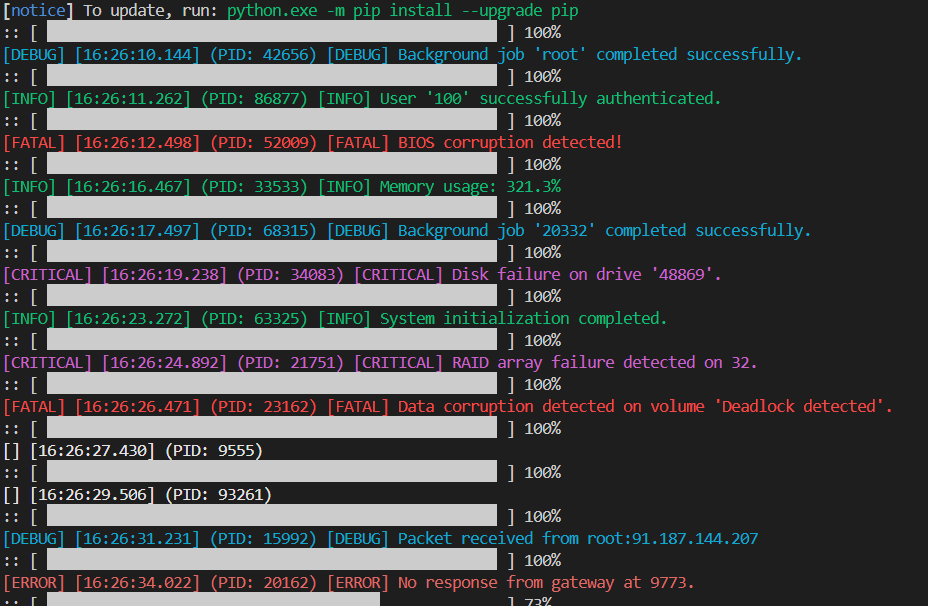 [notice] To update, run: python.exe -m pip install --upgrade pip
:: [ ] 100%
[DEBUG] [16:26:10.144] (PID: 42656) [DEBUG] Background job 'root' completed successfully.
:: [ ] 100%
[INFO] [16:26:11.262] (PID: 86877) [INFO] User '100' successfully authenticated.
:: [ ] 100%
[FATAL] [16:26:12.498] (PID: 52009) [FATAL] BIOS corruption detected!
:: [ ] 100%
[INFO] [16:26:16.467] (PID: 33533) [INFO] Memory usage: 321.3%
:: [ ] 100%
[DEBUG] [16:26:17.497] (PID: 68315) [DEBUG] Background job '20332' completed successfully.
:: [ ] 100%
[CRITICAL] [16:26:19.238] (PID: 34083) [CRITICAL] Disk failure on drive '48869'.
:: [ ] 100%
[INFO] [16:26:23.272] (PID: 63325) [INFO] System initialization completed.
:: [ ] 100%
[CRITICAL] [16:26:24.892] (PID: 21751) [CRITICAL] RAID array failure detected on 32.
:: [ ] 100%
[FATAL] [16:26:26.471] (PID: 23162) [FATAL] Data corruption detected on volume 'Deadlock detected'.
:: [ ] 100%
[] [16:26:27.430] (PID: 9555)
:: [ ] 100%
[] [16:26:29.506] (PID: 93261)
:: [ ] 100%
[DEBUG] [16:26:31.231] (PID: 15992) [DEBUG] Packet received from root:91.187.144.207
:: [ ] 100%
[ERROR] [16:26:34.022] (PID: 20162) [ERROR] No response from gateway at 9773.
:: [ ] 73%